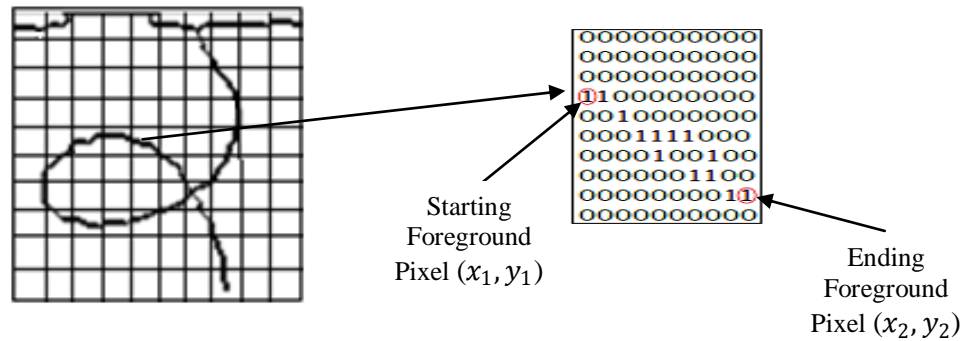 0000000000
0000000000
0000000000
1100000000
0010000000
0001111000
0000100100
0000001100
0000000011
0000000000
Starting
Foreground
Pixel (𝑥₁, 𝑦₁)
Ending
Foreground
Pixel (𝑥₂, 𝑦₂)